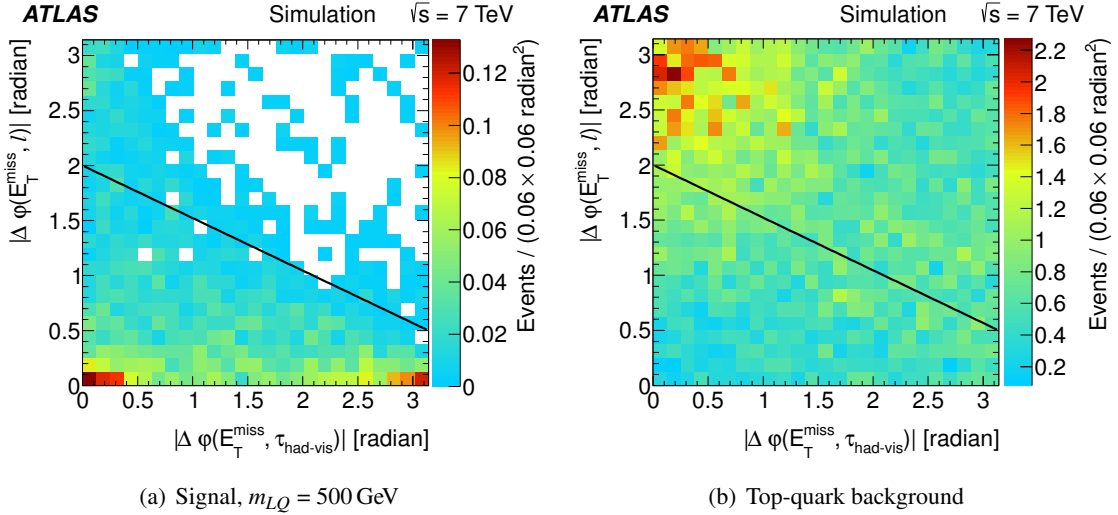 ATLAS Simulation √s = 7 TeV
|Δ φ(E_T^miss, l)| [radian]
3
2.5
2
1.5
1
0.5
0
0 0.5 1 1.5 2 2.5 3
|Δ φ(E_T^miss, τ_had-vis)| [radian]
0.12
0.1
0.08
0.06
0.04
0.02
0
Events / (0.06 × 0.06 radian²)
(a) Signal, m_LQ = 500 GeV
ATLAS Simulation √s = 7 TeV
|Δ φ(E_T^miss, l)| [radian]
3
2.5
2
1.5
1
0.5
0
0 0.5 1 1.5 2 2.5 3
|Δ φ(E_T^miss, τ_had-vis)| [radian]
2.2
2
1.8
1.6
1.4
1.2
1
0.8
0.6
0.4
0.2
Events / (0.06 × 0.06 radian²)
(b) Top-quark background